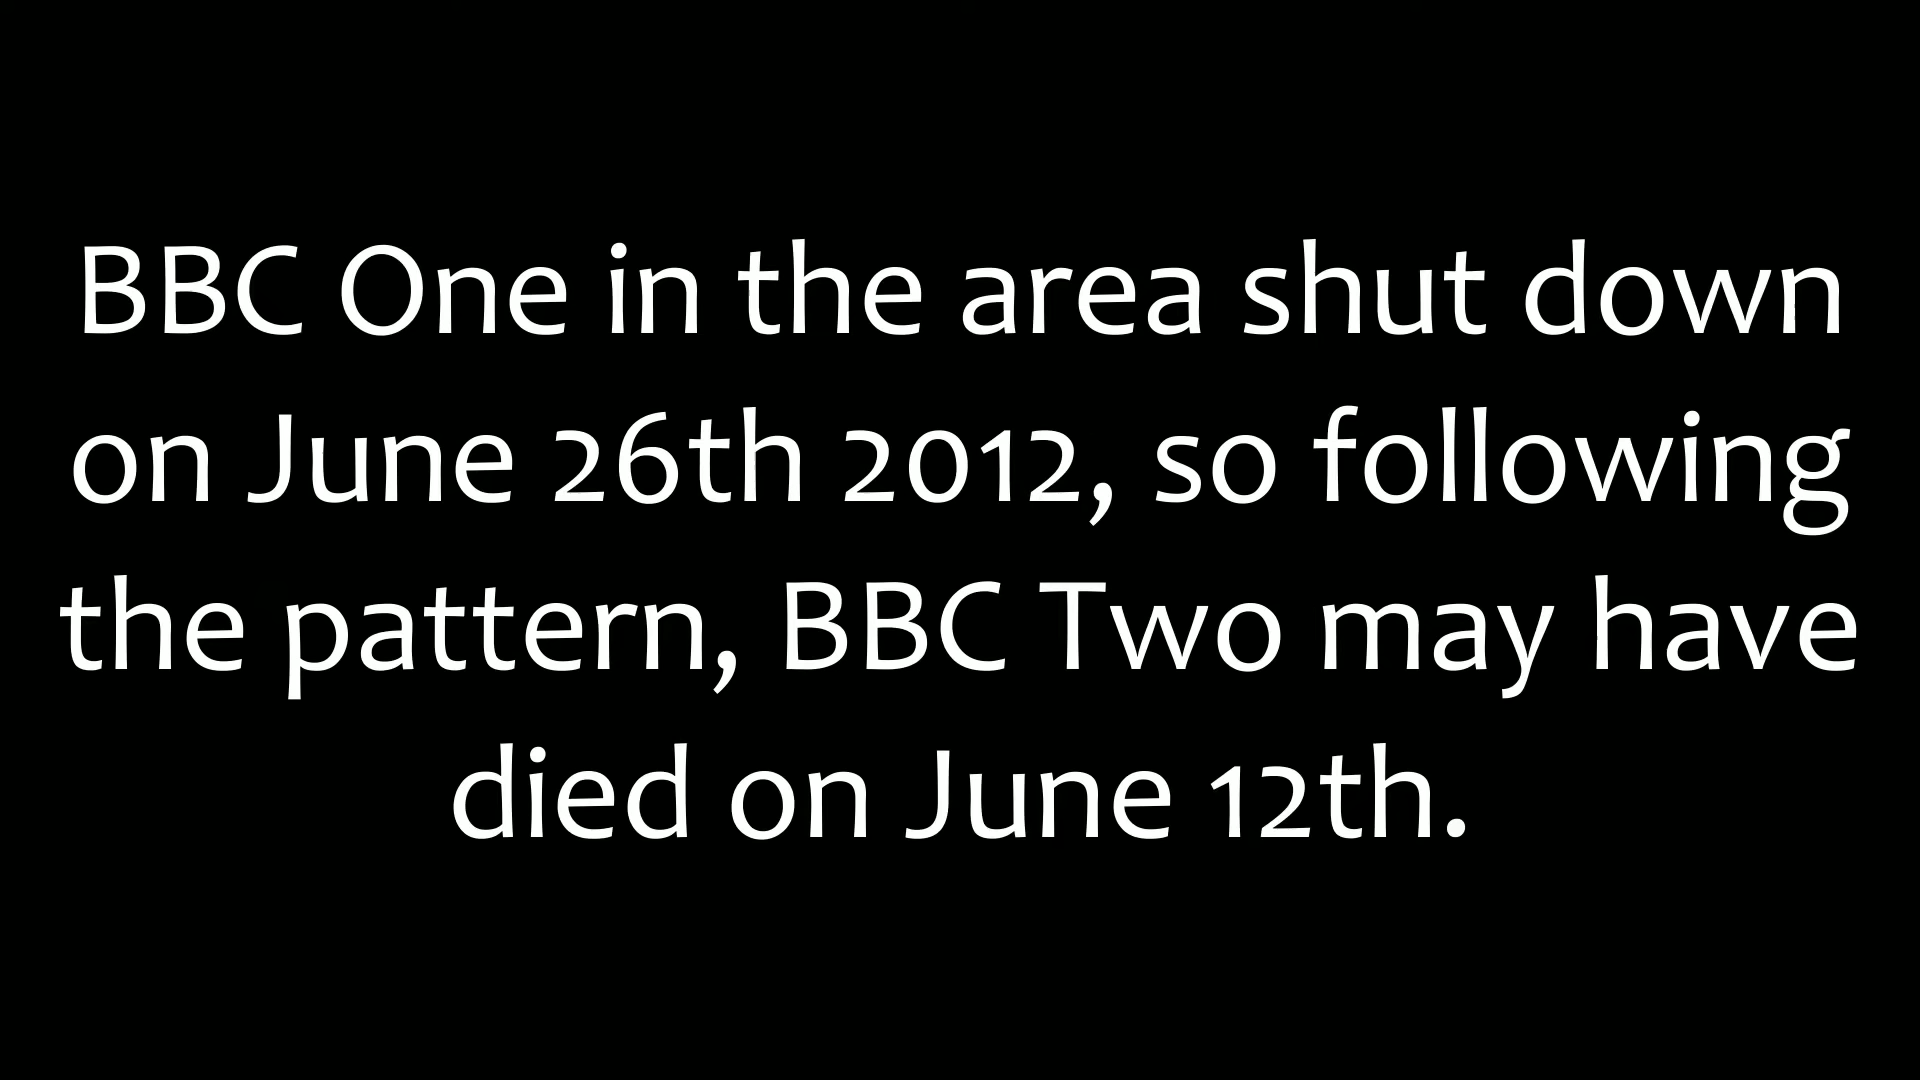 BBC One in the area shut down
on June 26th 2012, so following
the pattern, BBC Two may have
died on June 12th.